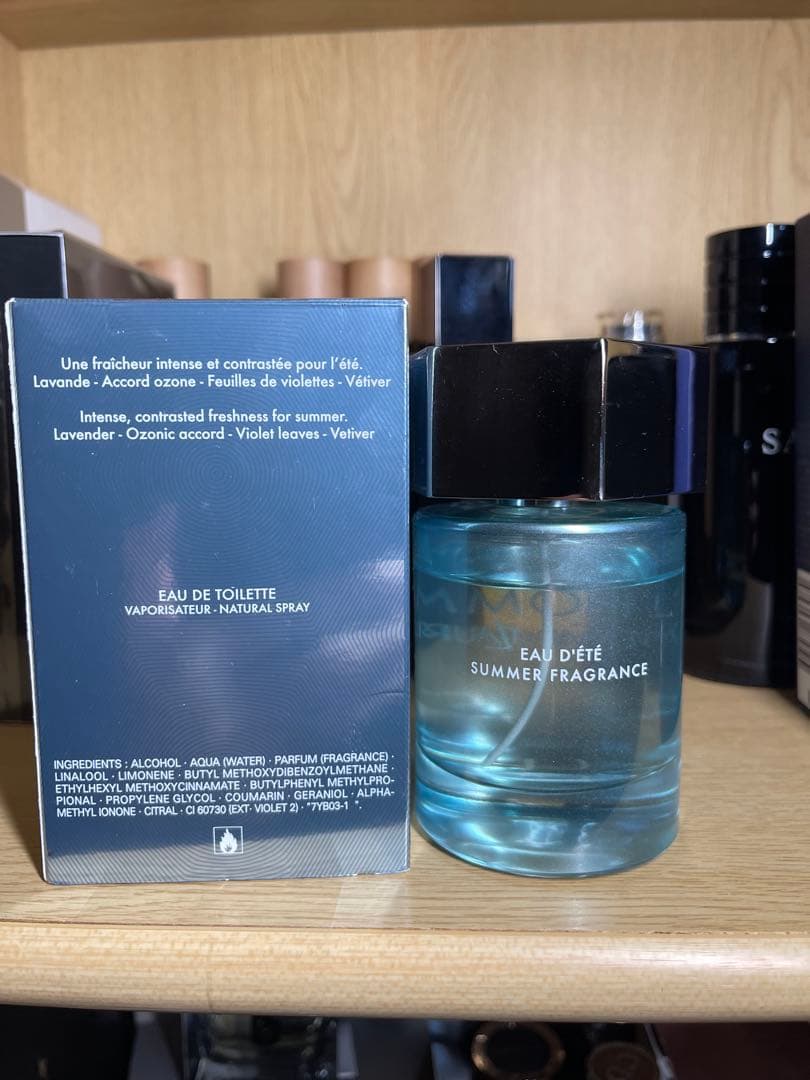 Une fraîcheur intense et contrastée pour l'été.
Lavande - Accord ozone - Feuilles de violettes - Vétiver
Intense, contrasted freshness for summer.
Lavender - Ozonic accord - Violet leaves - Vetiver
EAU DE TOILETTE
VAPORISATEUR - NATURAL SPRAY
INGREDIENTS : ALCOHOL · AQUA (WATER) · PARFUM (FRAGRANCE) ·
LINALOOL · LIMONENE · BUTYL METHOXYDIBENZOYLMETHANE ·
ETHYLHEXYL METHOXYCINNAMATE · BUTYLPHENYL METHYLPRO-
PIONAL · PROPYLENE GLYCOL · COUMARIN · GERANIOL · ALPHA-
METHYL IONONE · CITRAL · CI 60730 (EXT · VIOLET 2) · "7YB03-1 ".
EAU D'ÉTÉ
SUMMER FRAGRANCE
SA